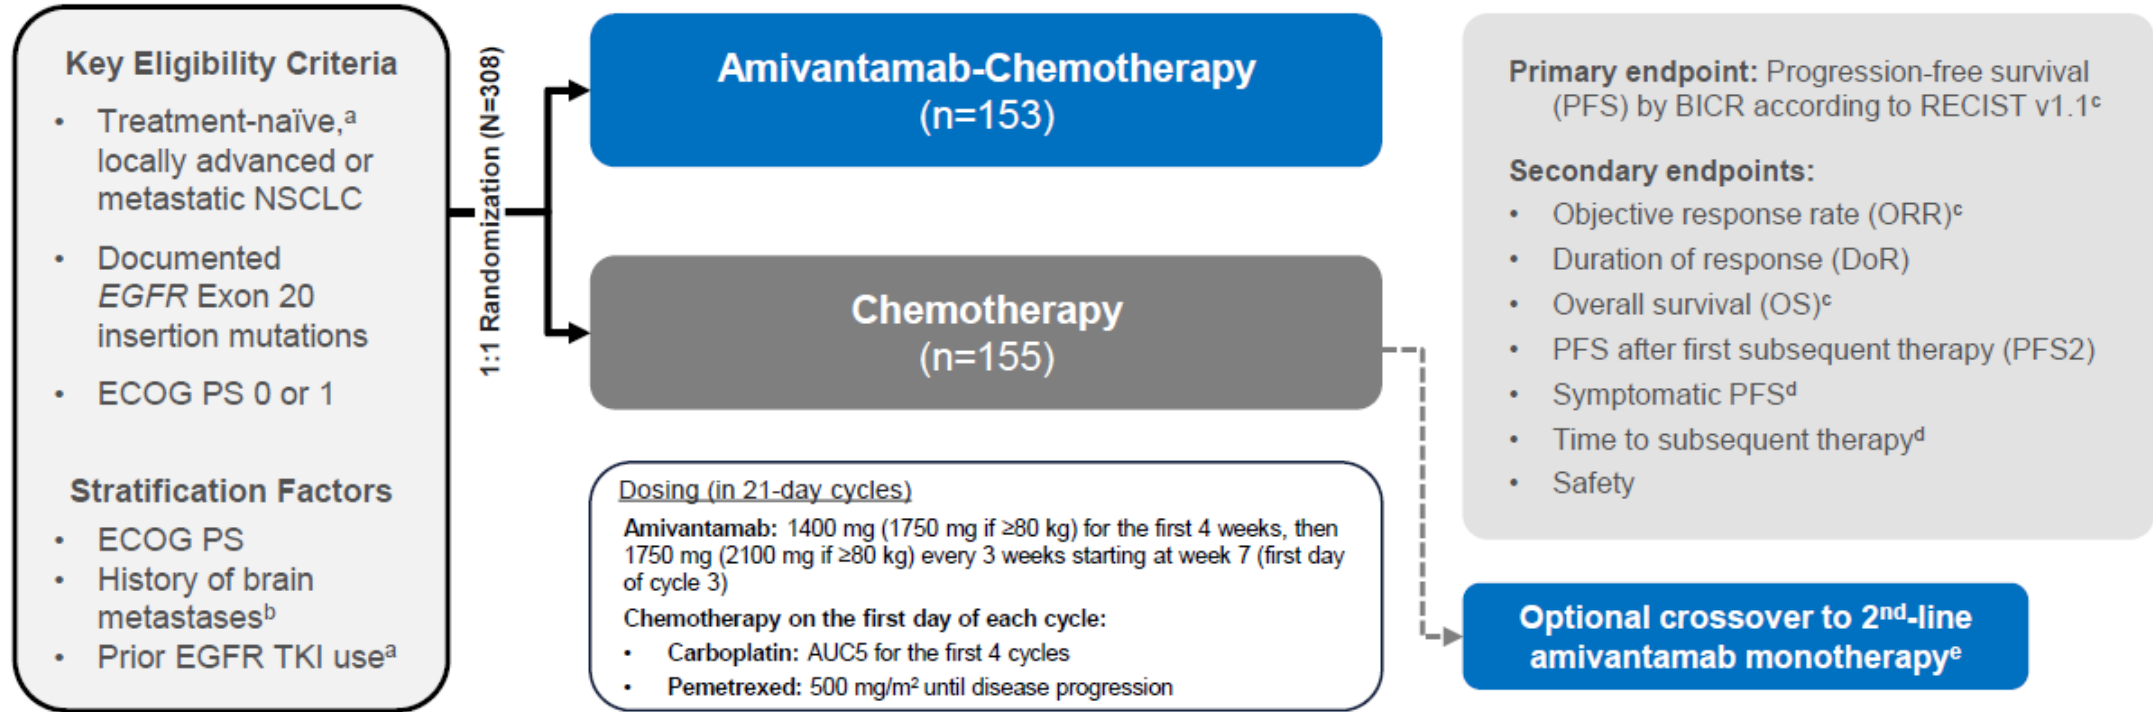 Key Eligibility Criteria
• Treatment-naïve,ᵃ
locally advanced or
metastatic NSCLC
• Documented
EGFR Exon 20
insertion mutations
• ECOG PS 0 or 1
Stratification Factors
• ECOG PS
• History of brain
metastasesᵇ
• Prior EGFR TKI useᵃ
1:1 Randomization (N=308)
Amivantamab-Chemotherapy
(n=153)
Chemotherapy
(n=155)
Dosing (in 21-day cycles)
Amivantamab: 1400 mg (1750 mg if ≥80 kg) for the first 4 weeks, then
1750 mg (2100 mg if ≥80 kg) every 3 weeks starting at week 7 (first day
of cycle 3)
Chemotherapy on the first day of each cycle:
• Carboplatin: AUC5 for the first 4 cycles
• Pemetrexed: 500 mg/m² until disease progression
Primary endpoint: Progression-free survival
(PFS) by BICR according to RECIST v1.1ᶜ
Secondary endpoints:
• Objective response rate (ORR)ᶜ
• Duration of response (DoR)
• Overall survival (OS)ᶜ
• PFS after first subsequent therapy (PFS2)
• Symptomatic PFSᵈ
• Time to subsequent therapyᵈ
• Safety
Optional crossover to 2ⁿᵈ-line
amivantamab monotherapyᵉ